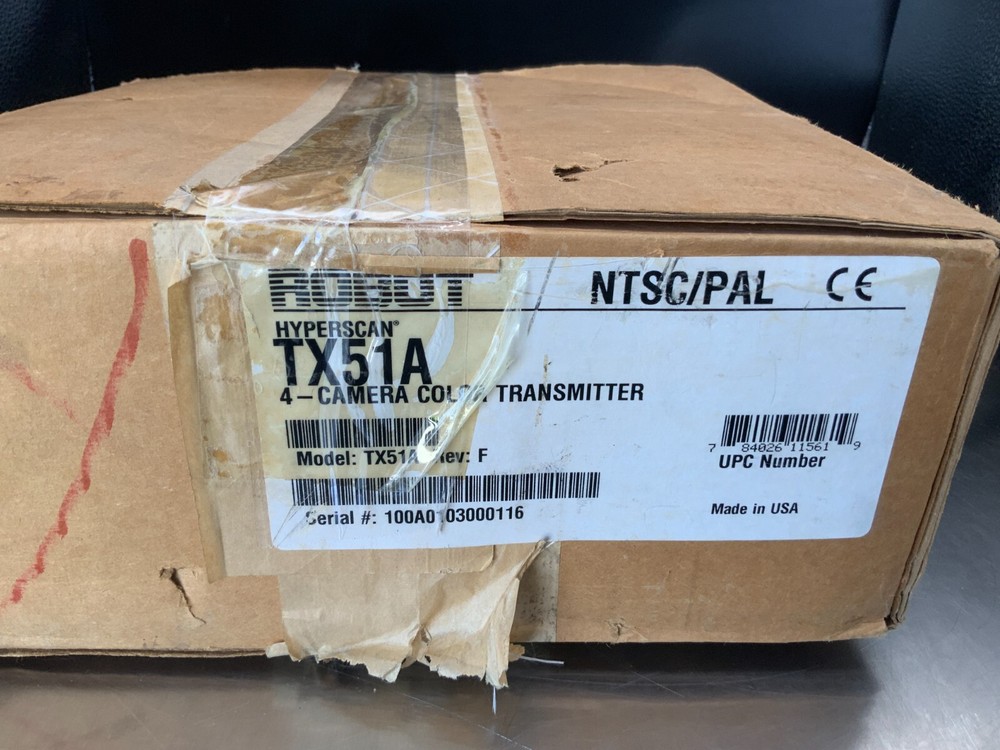 ROBOT NTSC/PAL CE
HYPERSCAN®
TX51A
4-CAMERA COLOR TRANSMITTER
Model: TX51A Rev: F
7 84026 11561 9
UPC Number
Serial #: 100A0103000116
Made in USA